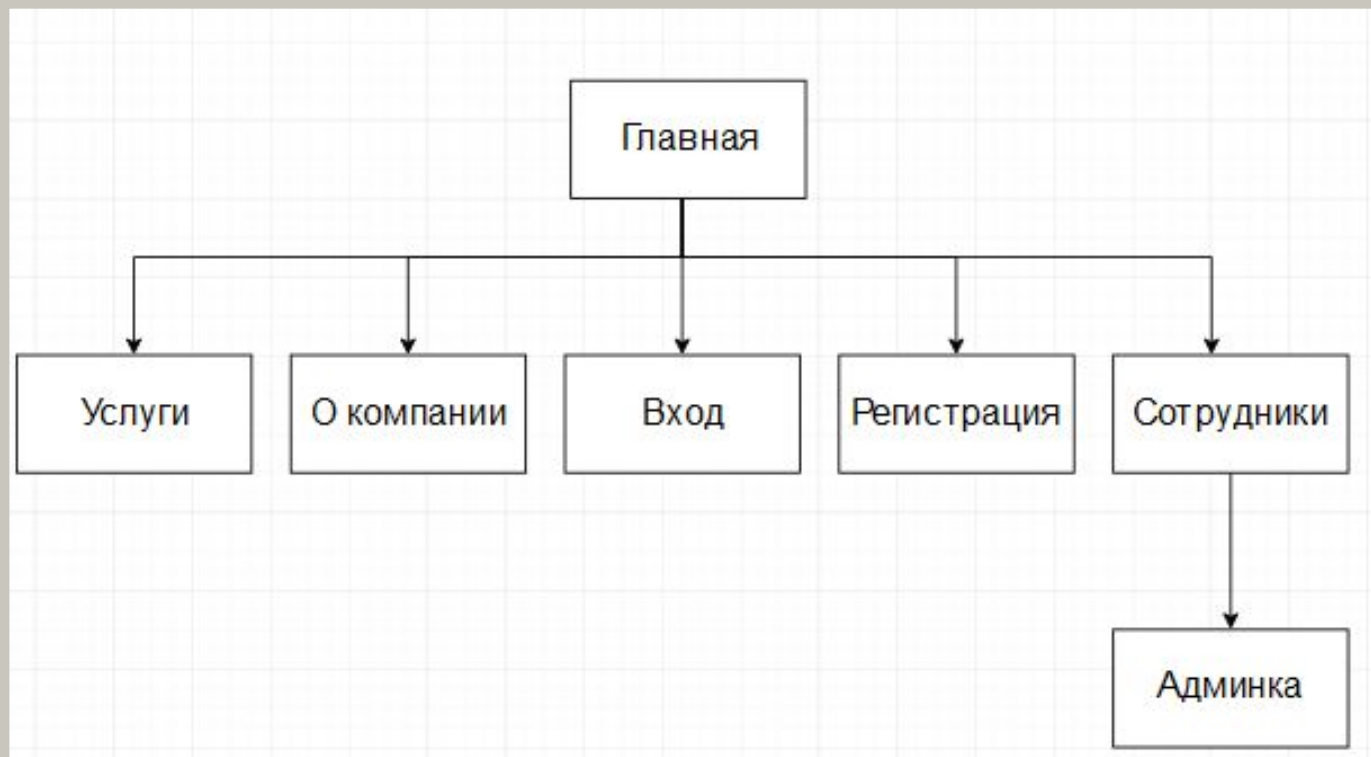 Главная
Услуги
О компании
Вход
Регистрация
Сотрудники
Админка